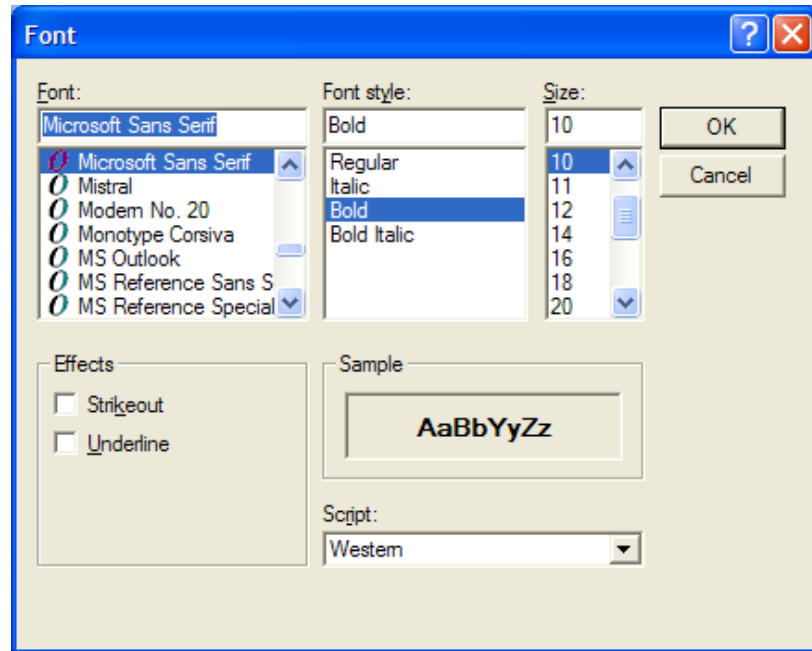 Font
Font:
Microsoft Sans Serif
Microsoft Sans Serif
Mistral
Modern No. 20
Monotype Corsiva
MS Outlook
MS Reference Sans S
MS Reference Special
Font style:
Bold
Regular
Italic
Bold
Bold Italic
Size:
10
10
11
12
14
16
18
20
OK
Cancel
Effects
Strikeout
Underline
Sample
AaBbYyZz
Script:
Western